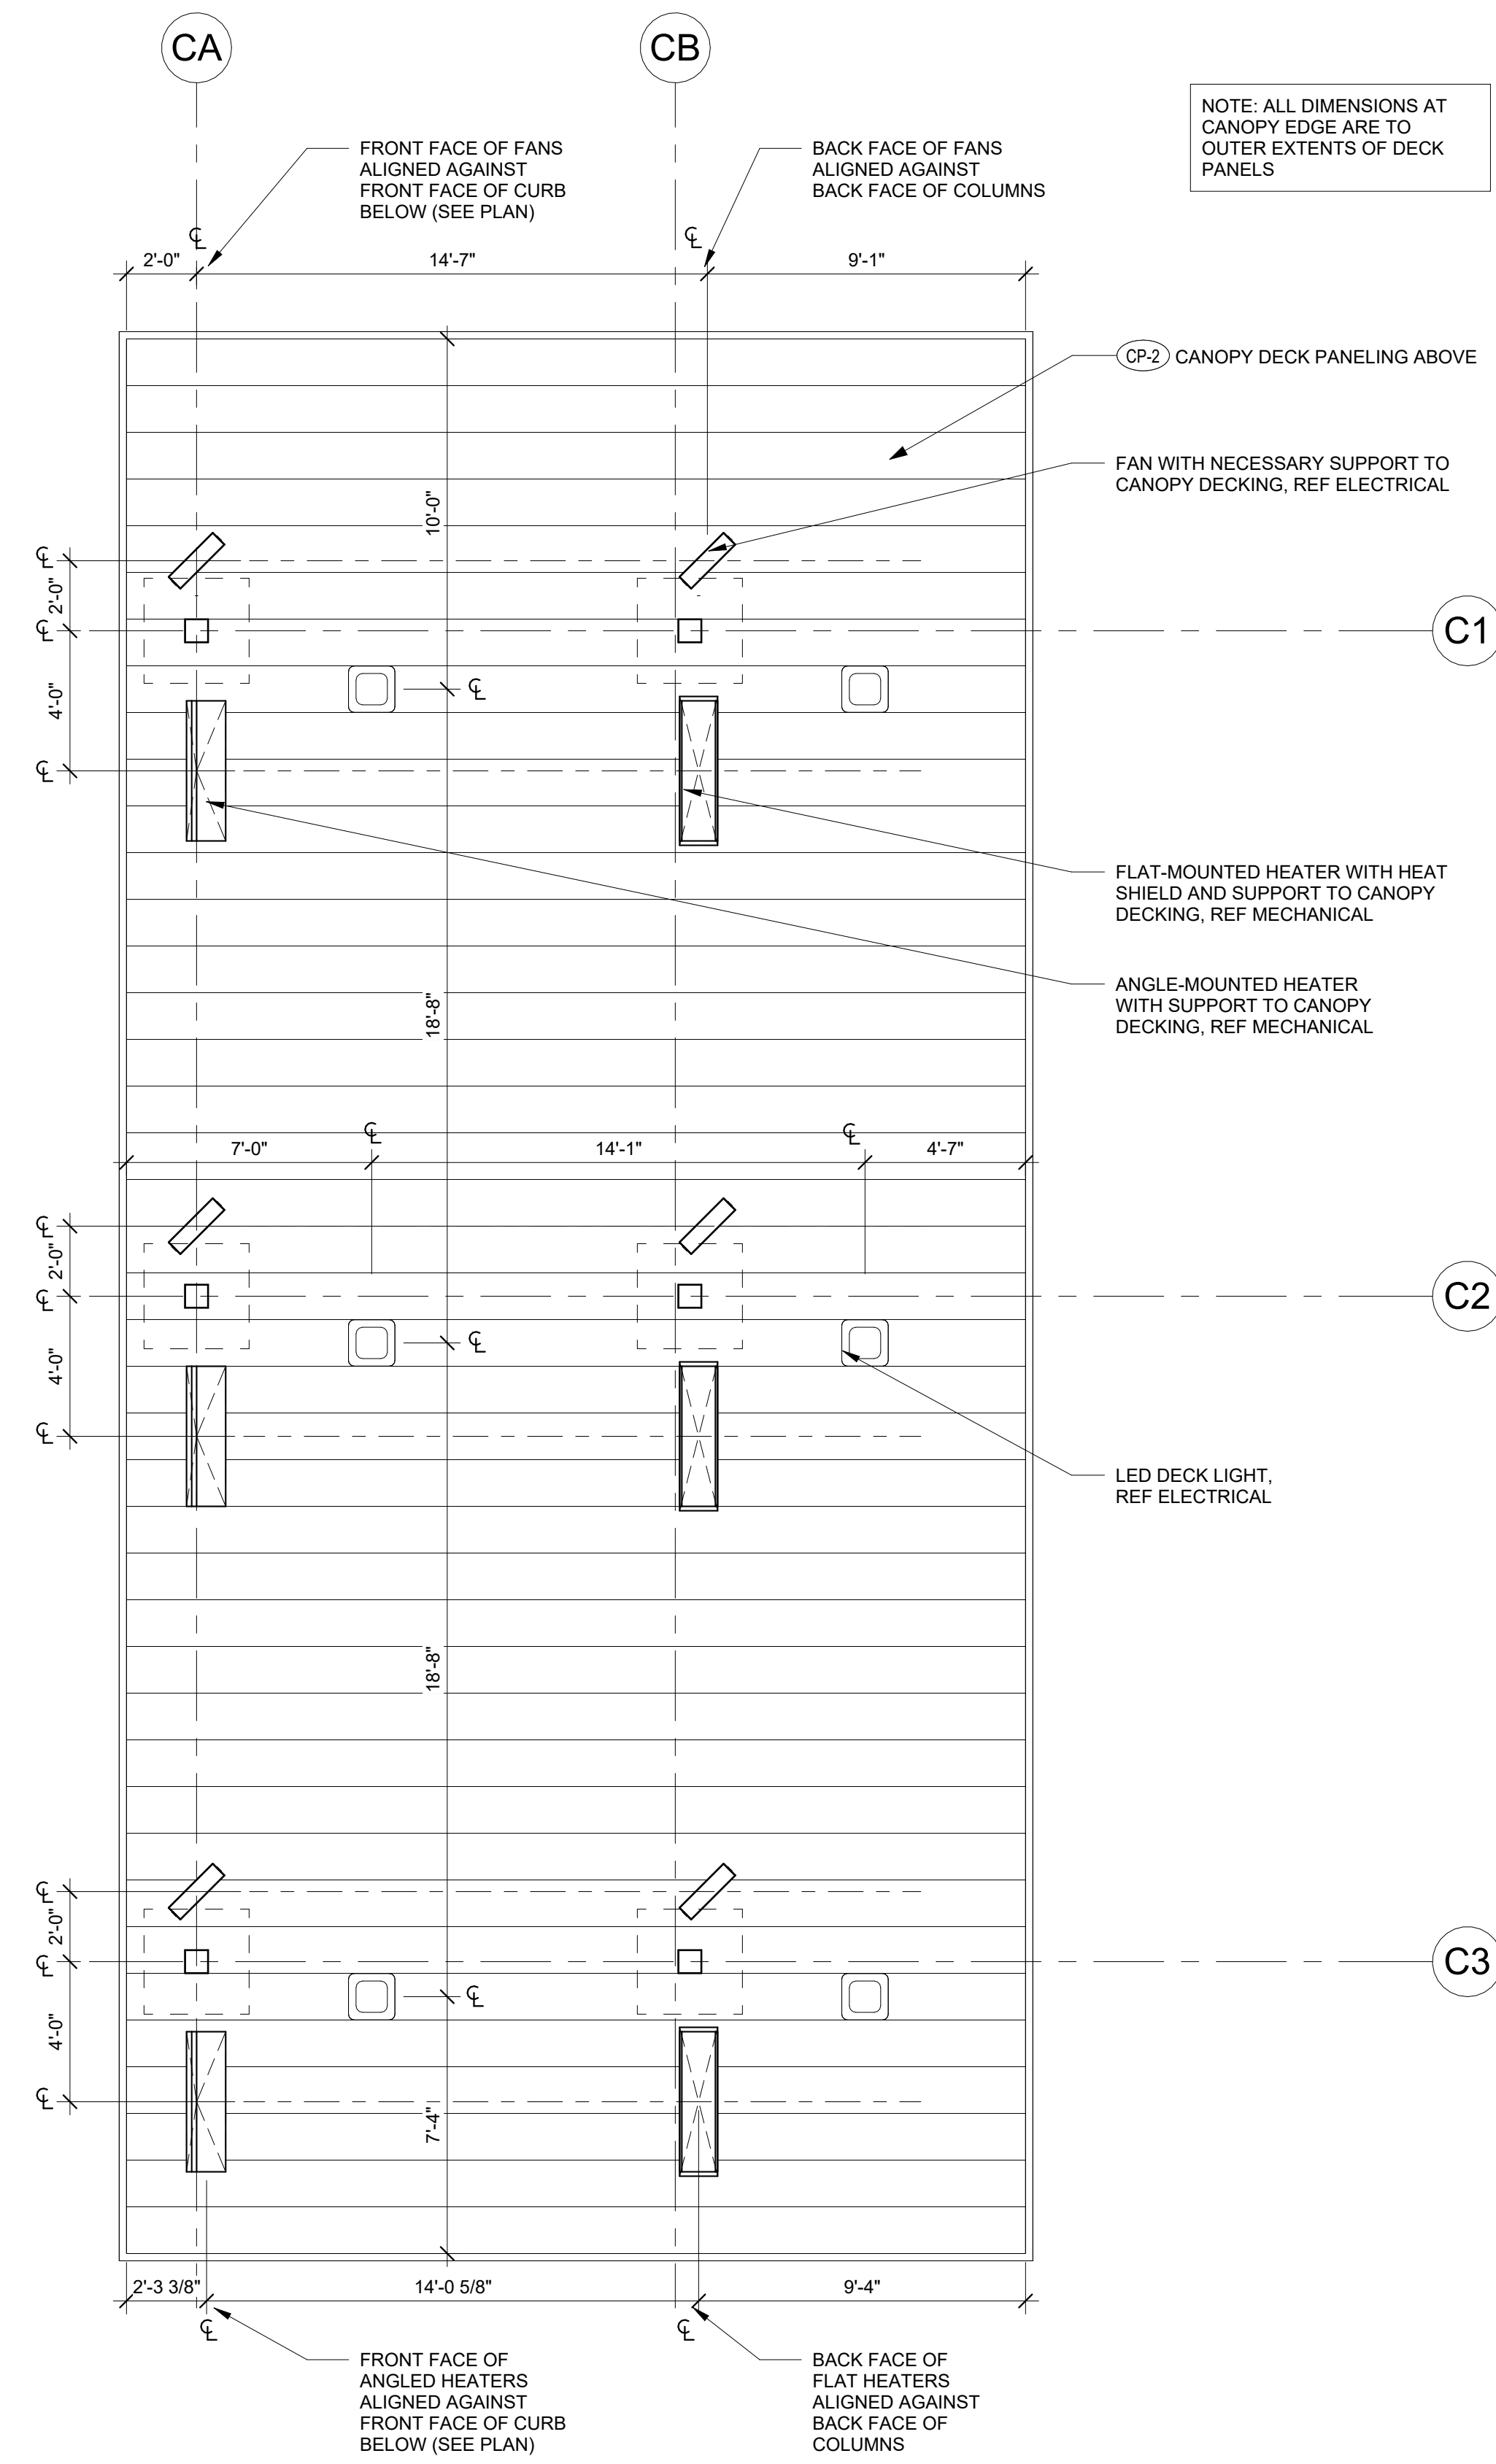 CA
CB
NOTE: ALL DIMENSIONS AT
CANOPY EDGE ARE TO
OUTER EXTENTS OF DECK
PANELS
FRONT FACE OF FANS
ALIGNED AGAINST
FRONT FACE OF CURB
BELOW (SEE PLAN)
BACK FACE OF FANS
ALIGNED AGAINST
BACK FACE OF COLUMNS
℄
℄
2'-0"
14'-7"
9'-1"
CP-2
CANOPY DECK PANELING ABOVE
FAN WITH NECESSARY SUPPORT TO
CANOPY DECKING, REF ELECTRICAL
10'-0"
℄
2'-0"
℄
C1
4'-0"
℄
℄
FLAT-MOUNTED HEATER WITH HEAT
SHIELD AND SUPPORT TO CANOPY
DECKING, REF MECHANICAL
ANGLE-MOUNTED HEATER
WITH SUPPORT TO CANOPY
DECKING, REF MECHANICAL
18'-8"
℄
℄
7'-0"
14'-1"
4'-7"
℄
2'-0"
℄
C2
℄
4'-0"
℄
LED DECK LIGHT,
REF ELECTRICAL
18'-8"
℄
2'-0"
℄
C3
℄
4'-0"
℄
7'-4"
2'-3 3/8"
14'-0 5/8"
9'-4"
℄
℄
FRONT FACE OF
ANGLED HEATERS
ALIGNED AGAINST
FRONT FACE OF CURB
BELOW (SEE PLAN)
BACK FACE OF
FLAT HEATERS
ALIGNED AGAINST
BACK FACE OF
COLUMNS